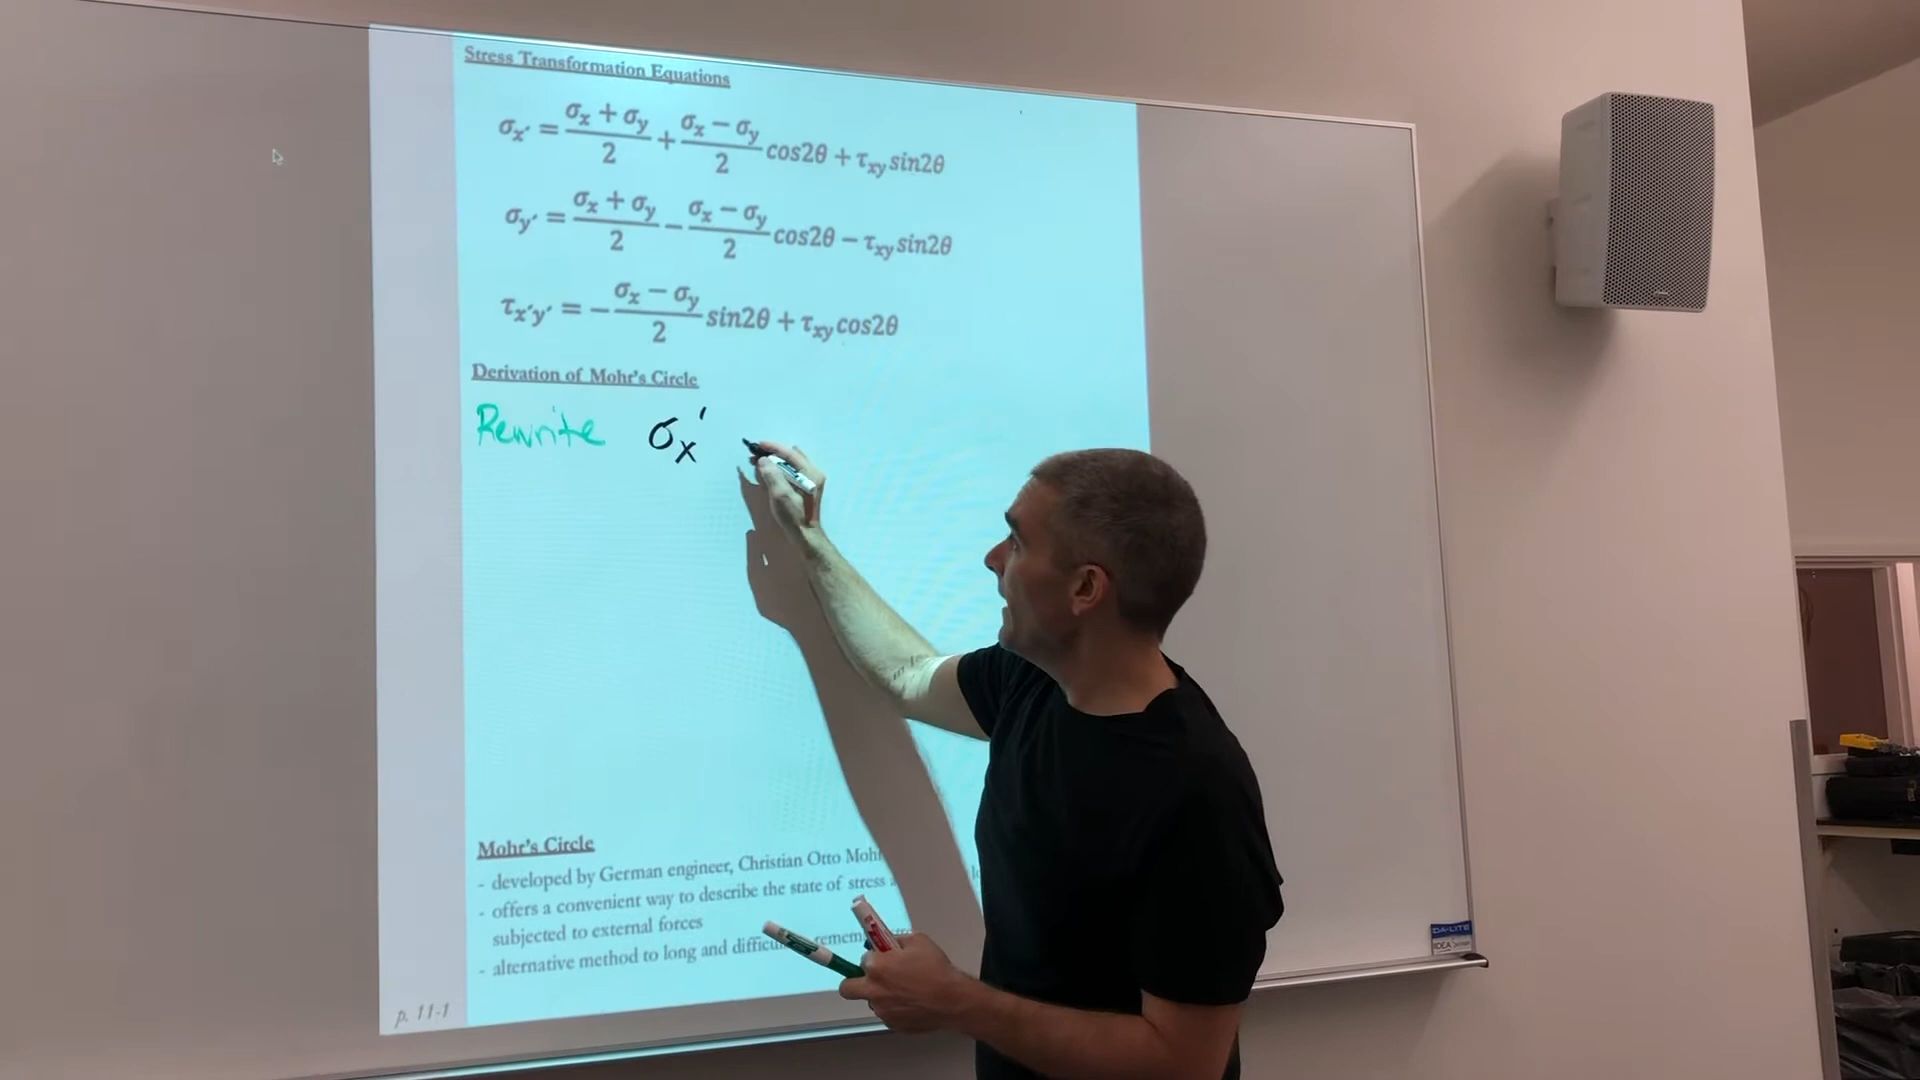 Stress Transformation Equations
σx′ = (σx + σy)/2 + (σx − σy)/2 cos2θ + τxy sin2θ
σy′ = (σx + σy)/2 − (σx − σy)/2 cos2θ − τxy sin2θ
τx′y′ = − (σx − σy)/2 sin2θ + τxy cos2θ
Derivation of Mohr's Circle
Rewrite σx'
Mohr's Circle
- developed by German engineer, Christian Otto Mohr
- offers a convenient way to describe the state of stress
subjected to external forces
- alternative method to long and
p. 11-1
DA-LITE
IDEA